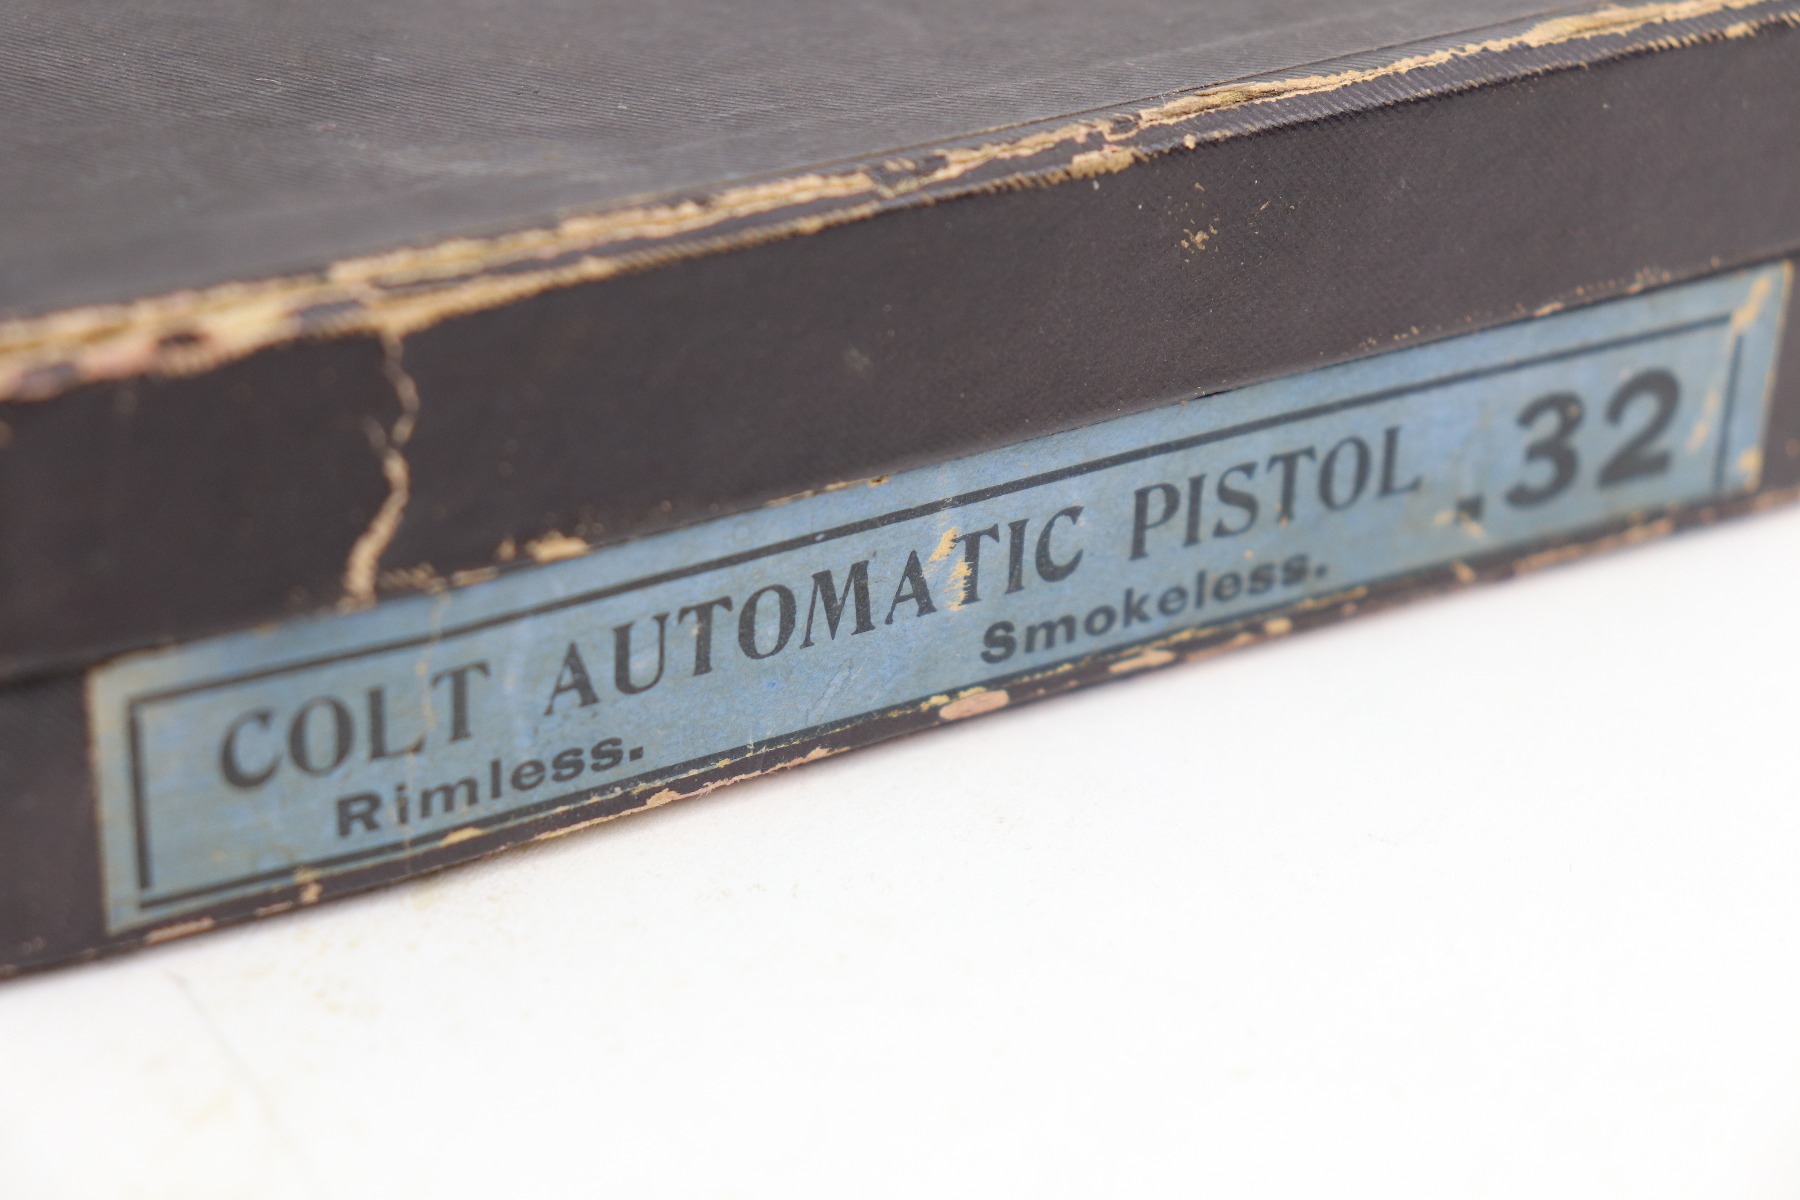 COLT AUTOMATIC PISTOL .32
Rimless. Smokeless.